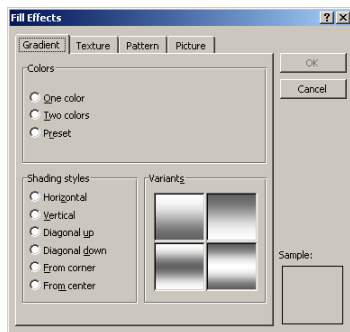 Fill Effects
Gradient Texture Pattern Picture
Colors
One color
Two colors
Preset
OK
Cancel
Shading styles
Horizontal
Vertical
Diagonal up
Diagonal down
From corner
From center
Variants
Sample: